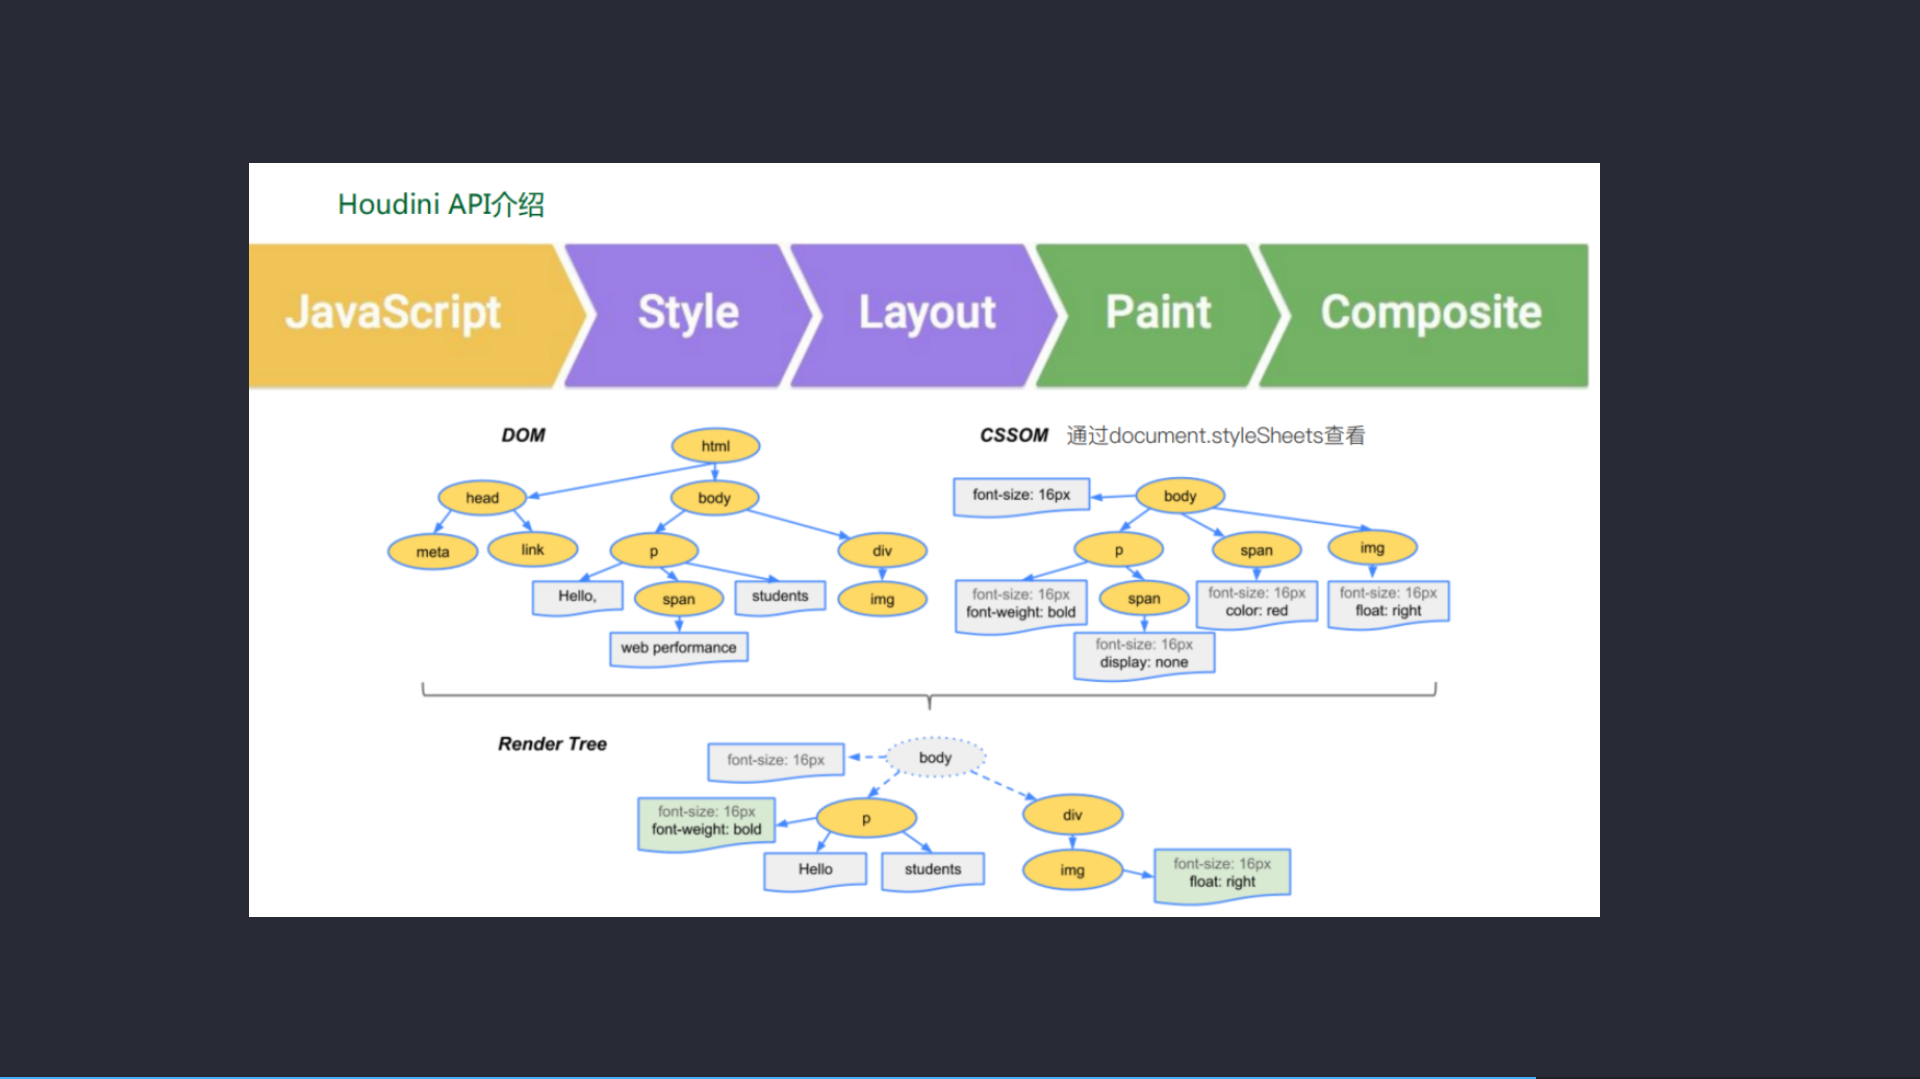 Houdini API介绍
JavaScript
Style
Layout
Paint
Composite
DOM
html
head
body
meta
link
p
div
Hello,
span
students
img
web performance
CSSOM 通过document.styleSheets查看
font-size: 16px
body
p
span
img
font-size: 16px
font-weight: bold
span
font-size: 16px
color: red
font-size: 16px
float: right
font-size: 16px
display: none
Render Tree
font-size: 16px
body
font-size: 16px
font-weight: bold
p
div
Hello
students
img
font-size: 16px
float: right